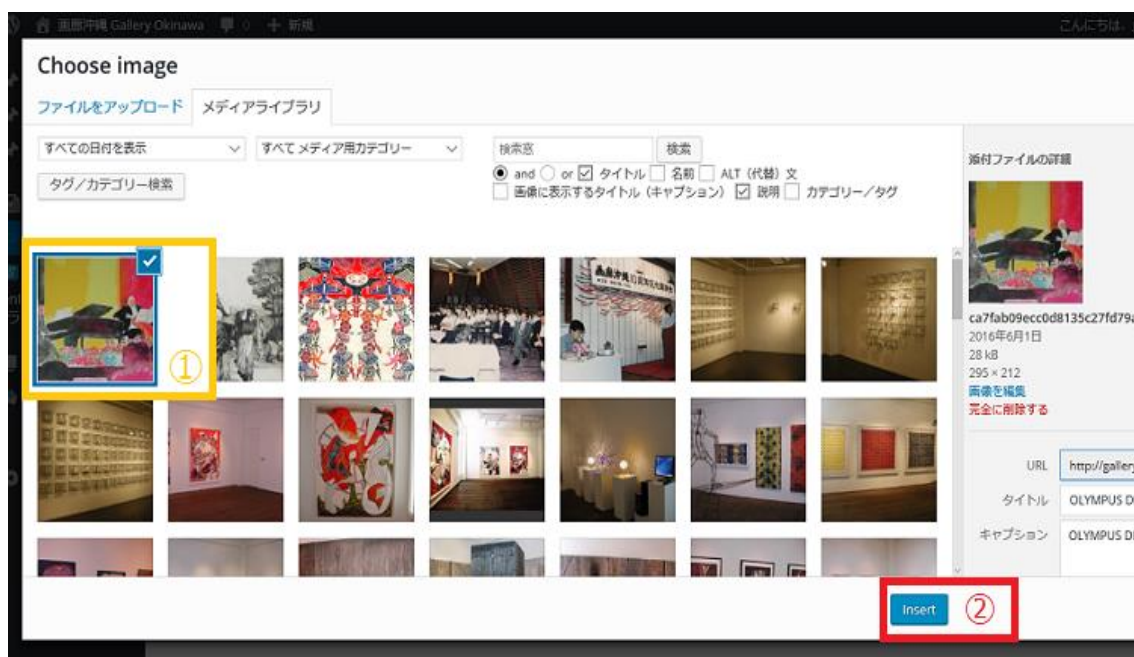 画廊沖縄 Gallery Okinawa 0 + 新規 こんにちは、
Choose image
ファイルをアップロード メディアライブラリ
すべての日付を表示 すべて メディア用カテゴリー 検索窓 検索
and or タイトル 名前 ALT (代替) 文
画像に表示するタイトル (キャプション) 説明 カテゴリー/タグ
タグ/カテゴリー検索
添付ファイルの詳細
ca7fab09ecc0d8135c27fd79a
2016年6月1日
28 kB
295 × 212
画像を編集
完全に削除する
①
URL http://gallery
タイトル OLYMPUS D
キャプション OLYMPUS DI
Insert ②